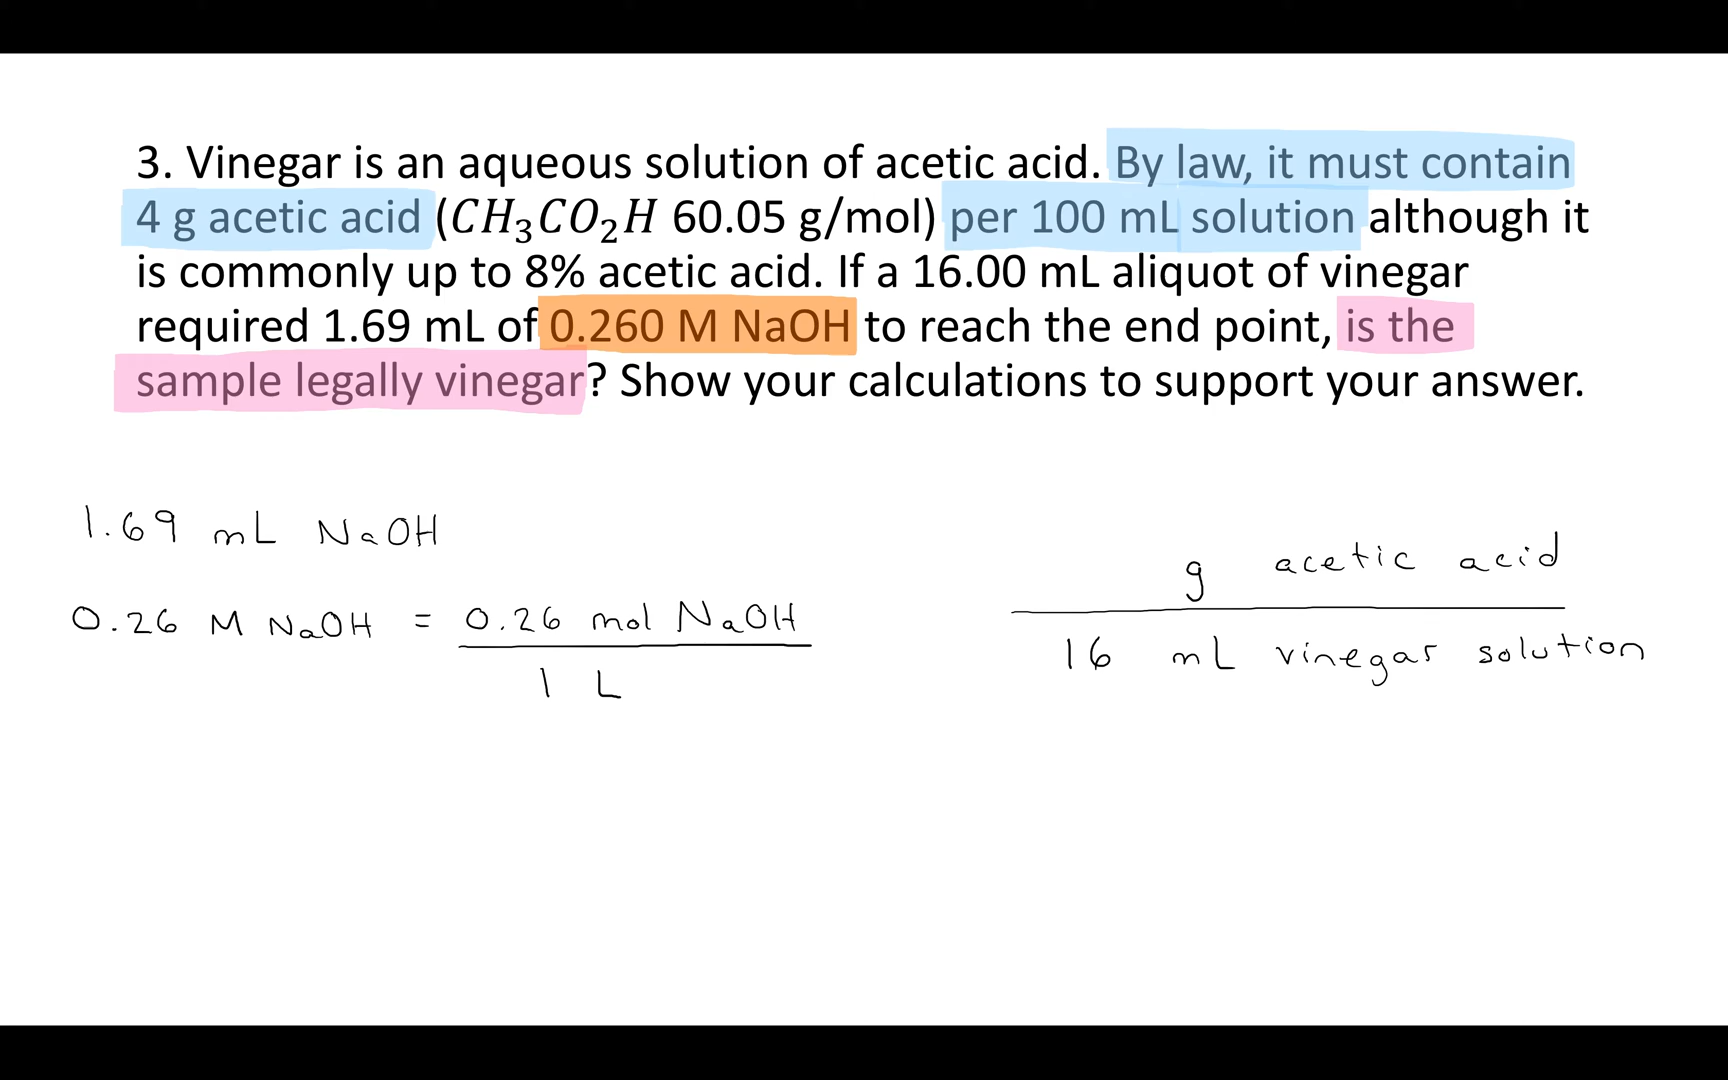 3. Vinegar is an aqueous solution of acetic acid. By law, it must contain
4 g acetic acid (CH₃CO₂H 60.05 g/mol) per 100 mL solution although it
is commonly up to 8% acetic acid. If a 16.00 mL aliquot of vinegar
required 1.69 mL of 0.260 M NaOH to reach the end point, is the
sample legally vinegar? Show your calculations to support your answer.
1.69 mL NaOH
0.26 M NaOH = 0.26 mol NaOH
1 L
g acetic acid
16 mL vinegar solution